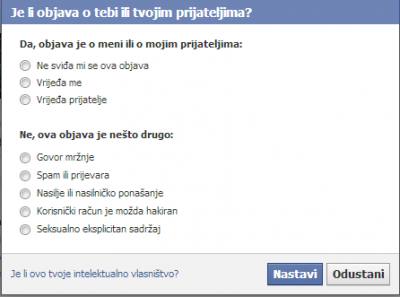 Je li objava o tebi ili tvojim prijateljima?
Da, objava je o meni ili o mojim prijateljima:
Ne sviđa mi se ova objava
Vrijeđa me
Vrijeđa prijatelje
Ne, ova objava je nešto drugo:
Govor mržnje
Spam ili prijevara
Nasilje ili nasilničko ponašanje
Korisnički račun je možda hakiran
Seksualno eksplicitan sadržaj
Je li ovo tvoje intelektualno vlasništvo?
Nastavi
Odustani